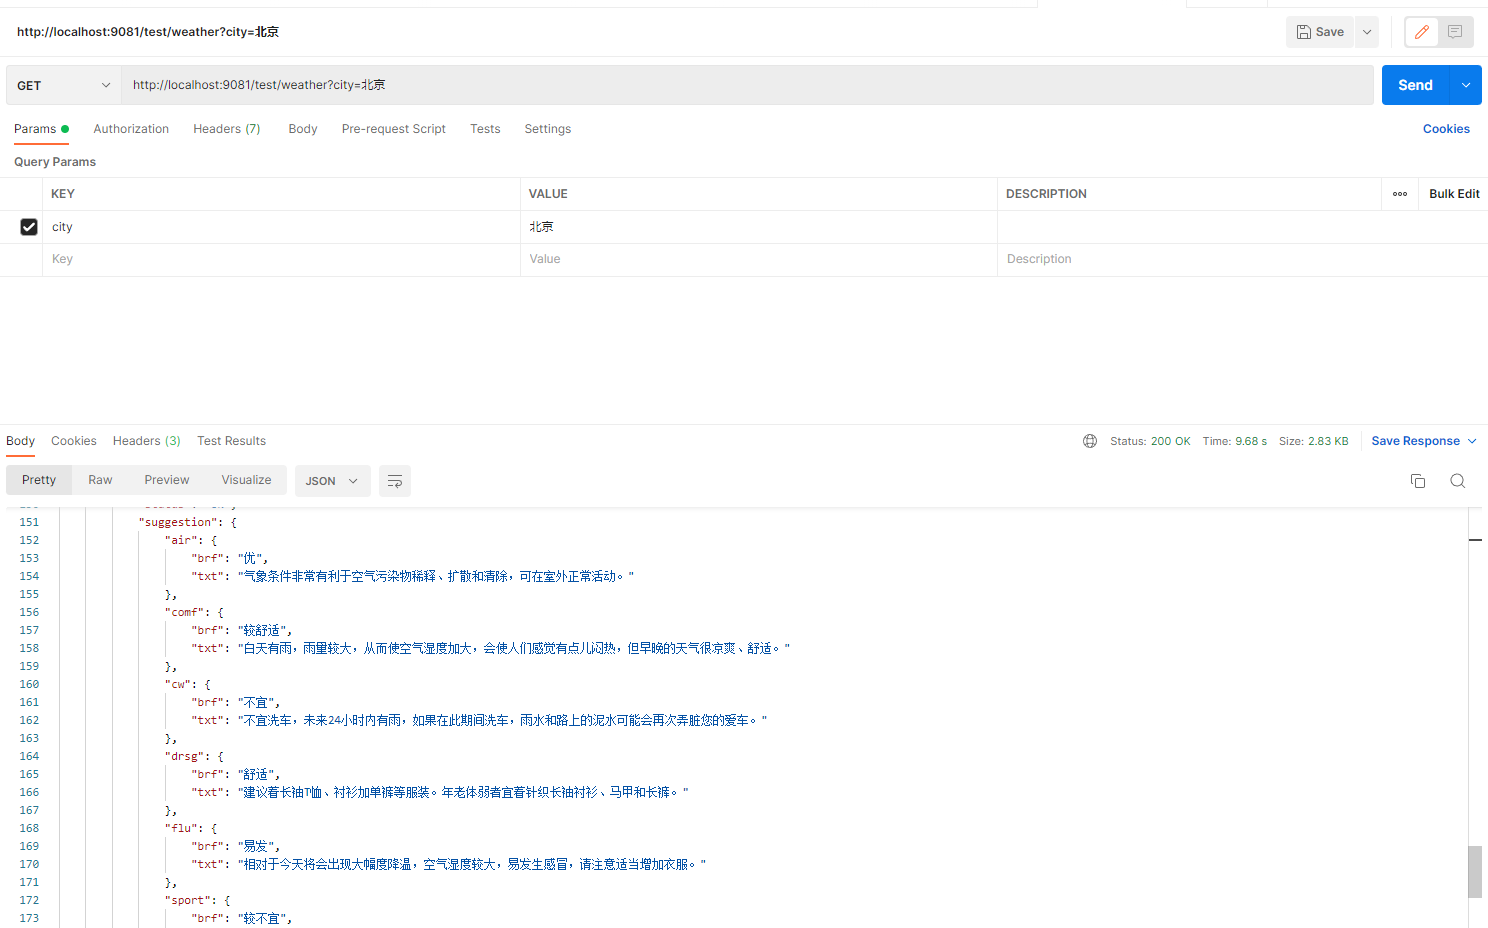 http://localhost:9081/test/weather?city=北京
Save
GET http://localhost:9081/test/weather?city=北京 Send
Params Authorization Headers (7) Body Pre-request Script Tests Settings Cookies
Query Params
KEY VALUE DESCRIPTION ooo Bulk Edit
city 北京
Key Value Description
Body Cookies Headers (3) Test Results Status: 200 OK Time: 9.68 s Size: 2.83 KB Save Response
Pretty Raw Preview Visualize JSON
151 "suggestion": {
152 "air": {
153 "brf": "优",
154 "txt": "气象条件非常有利于空气污染物稀释、扩散和清除，可在室外正常活动。"
155 },
156 "comf": {
157 "brf": "较舒适",
158 "txt": "白天有雨，雨量较大，从而使空气湿度加大，会使人们感觉有点儿闷热，但早晚的天气很凉爽、舒适。"
159 },
160 "cw": {
161 "brf": "不宜",
162 "txt": "不宜洗车，未来24小时内有雨，如果在此期间洗车，雨水和路上的泥水可能会再次弄脏您的爱车。"
163 },
164 "drsg": {
165 "brf": "舒适",
166 "txt": "建议着长袖T恤、衬衫加单裤等服装。年老体弱者宜着针织长袖衬衫、马甲和长裤。"
167 },
168 "flu": {
169 "brf": "易发",
170 "txt": "相对于今天将会出现大幅度降温，空气湿度较大，易发生感冒，请注意适当增加衣服。"
171 },
172 "sport": {
173 "brf": "较不宜",